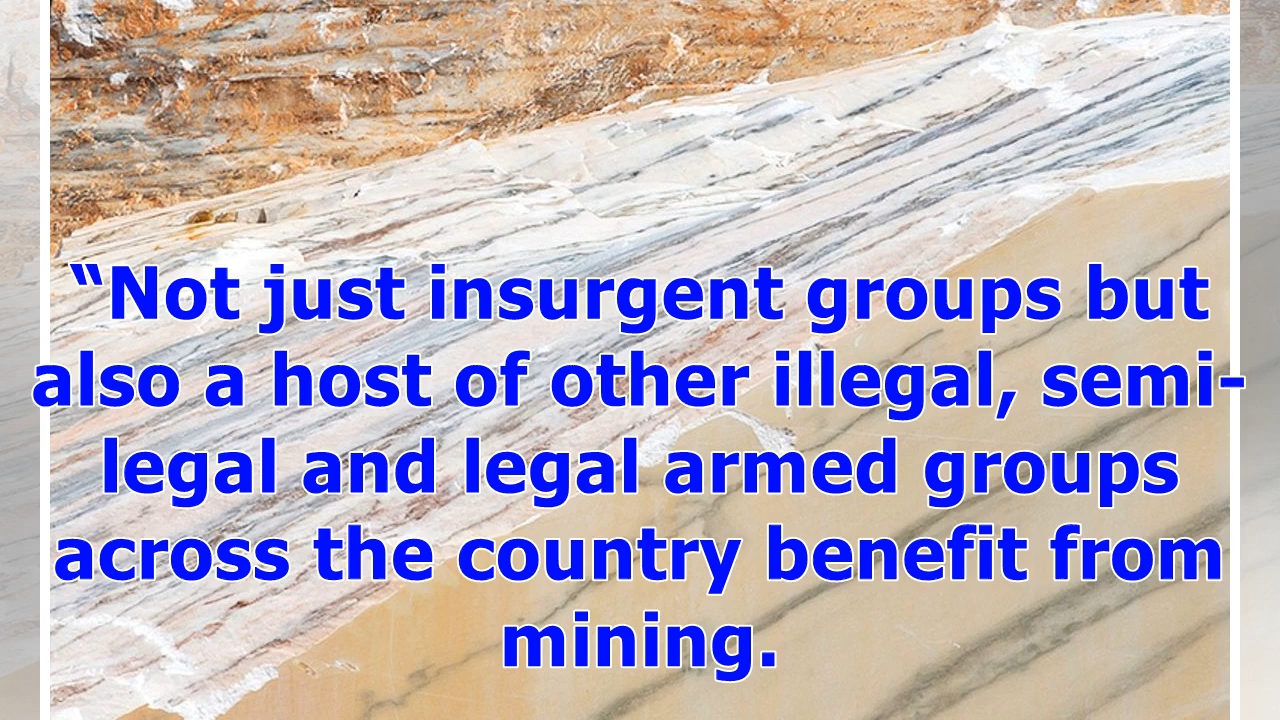 “Not just insurgent groups but
also a host of other illegal, semi-
legal and legal armed groups
across the country benefit from
mining.